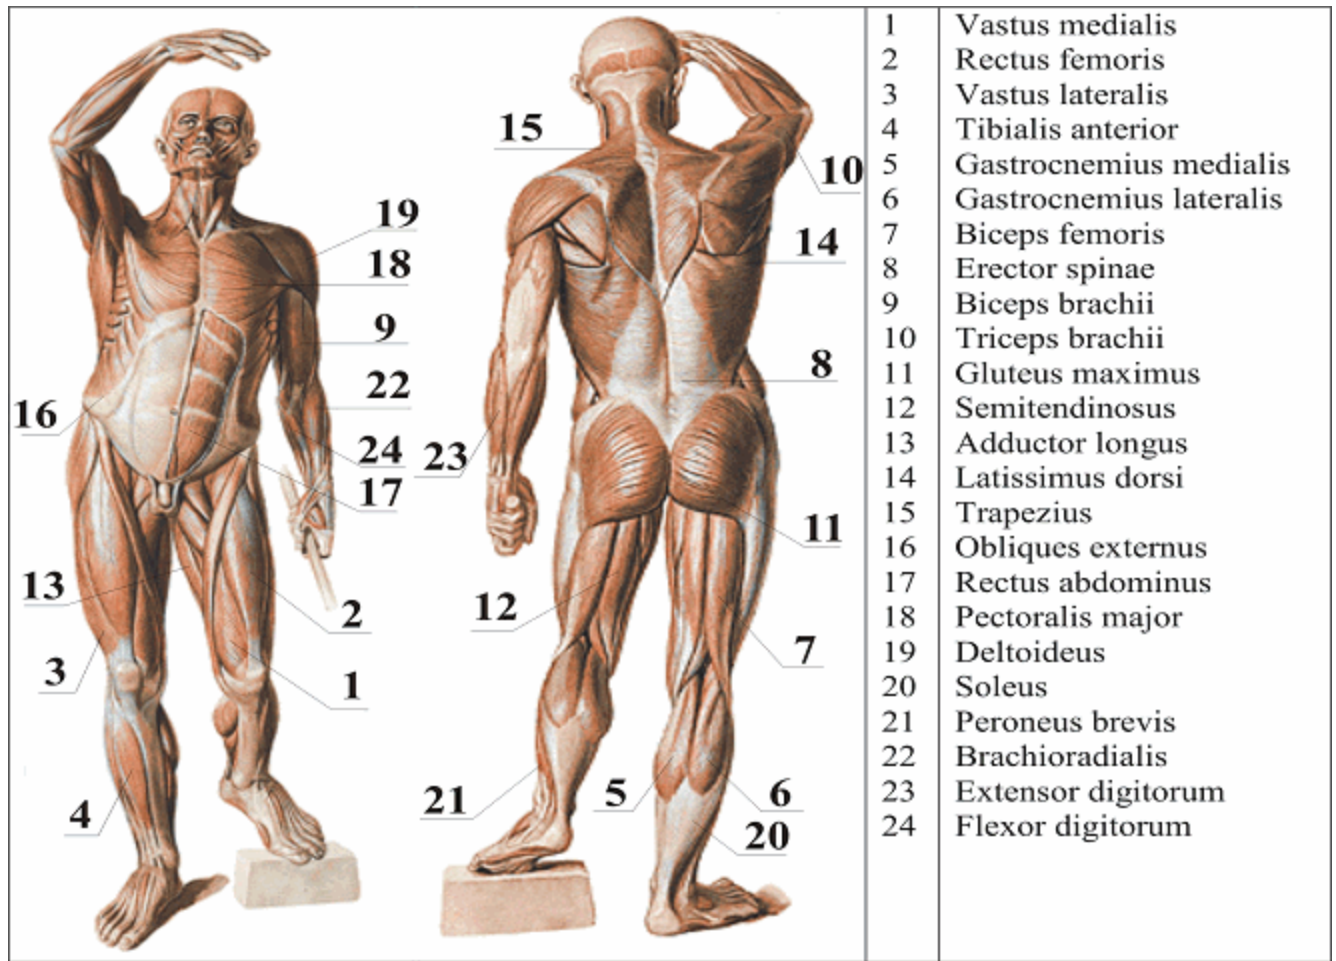 19
18
9
22
16
24
17
13
2
3
1
4
15
10
14
8
23
11
12
7
21
5
6
20
1 Vastus medialis
2 Rectus femoris
3 Vastus lateralis
4 Tibialis anterior
5 Gastrocnemius medialis
6 Gastrocnemius lateralis
7 Biceps femoris
8 Erector spinae
9 Biceps brachii
10 Triceps brachii
11 Gluteus maximus
12 Semitendinosus
13 Adductor longus
14 Latissimus dorsi
15 Trapezius
16 Obliques externus
17 Rectus abdominus
18 Pectoralis major
19 Deltoideus
20 Soleus
21 Peroneus brevis
22 Brachioradialis
23 Extensor digitorum
24 Flexor digitorum